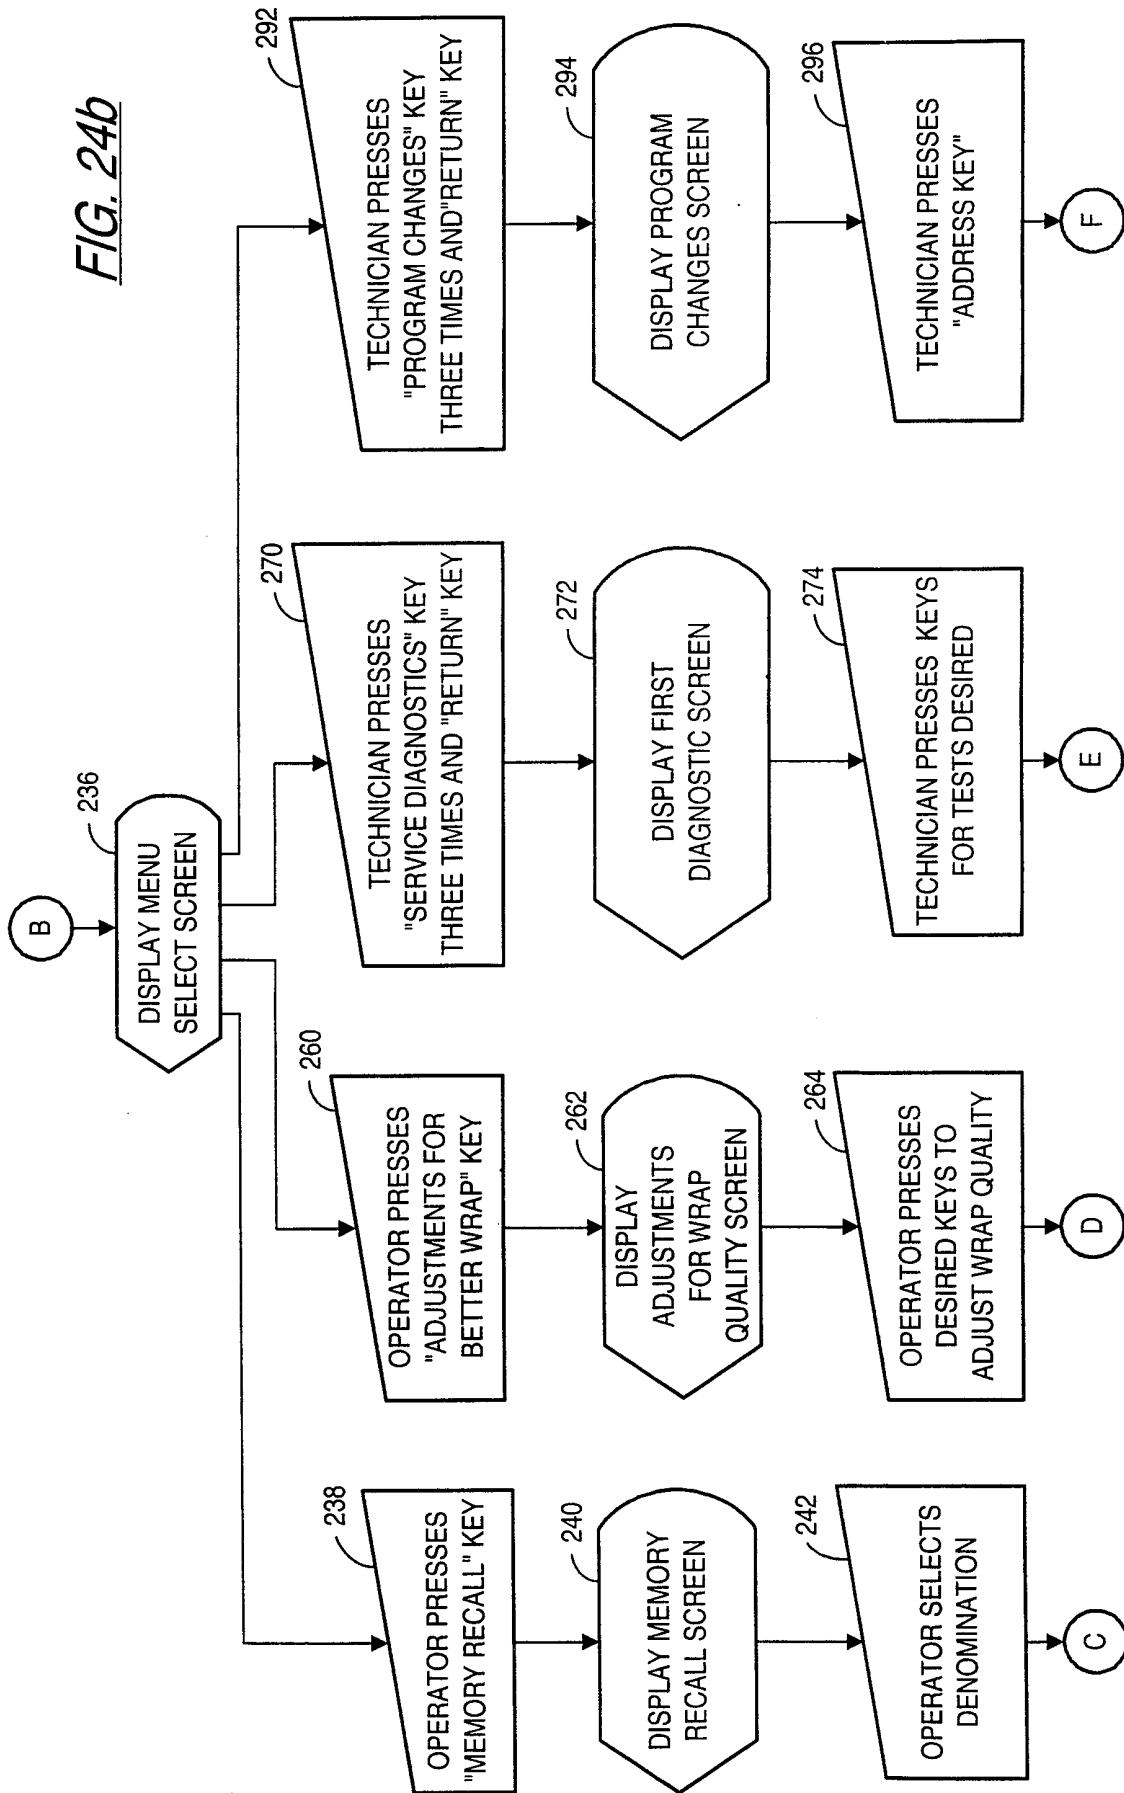 FIG. 24b
B
236
DISPLAY MENU
SELECT SCREEN
238
OPERATOR PRESSES
"MEMORY RECALL" KEY
240
DISPLAY MEMORY
RECALL SCREEN
242
OPERATOR SELECTS
DENOMINATION
C
260
OPERATOR PRESSES
"ADJUSTMENTS FOR
BETTER WRAP" KEY
262
DISPLAY
ADJUSTMENTS
FOR WRAP
QUALITY SCREEN
264
OPERATOR PRESSES
DESIRED KEYS TO
ADJUST WRAP QUALITY
D
270
TECHNICIAN PRESSES
"SERVICE DIAGNOSTICS" KEY
THREE TIMES AND "RETURN" KEY
272
DISPLAY FIRST
DIAGNOSTIC SCREEN
274
TECHNICIAN PRESSES KEYS
FOR TESTS DESIRED
E
292
TECHNICIAN PRESSES
"PROGRAM CHANGES" KEY
THREE TIMES AND"RETURN" KEY
294
DISPLAY PROGRAM
CHANGES SCREEN
296
TECHNICIAN PRESSES
"ADDRESS KEY"
F